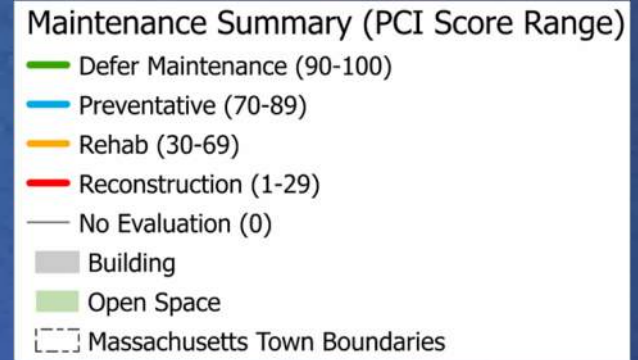 Maintenance Summary (PCI Score Range)
Defer Maintenance (90-100)
Preventative (70-89)
Rehab (30-69)
Reconstruction (1-29)
No Evaluation (0)
Building
Open Space
Massachusetts Town Boundaries